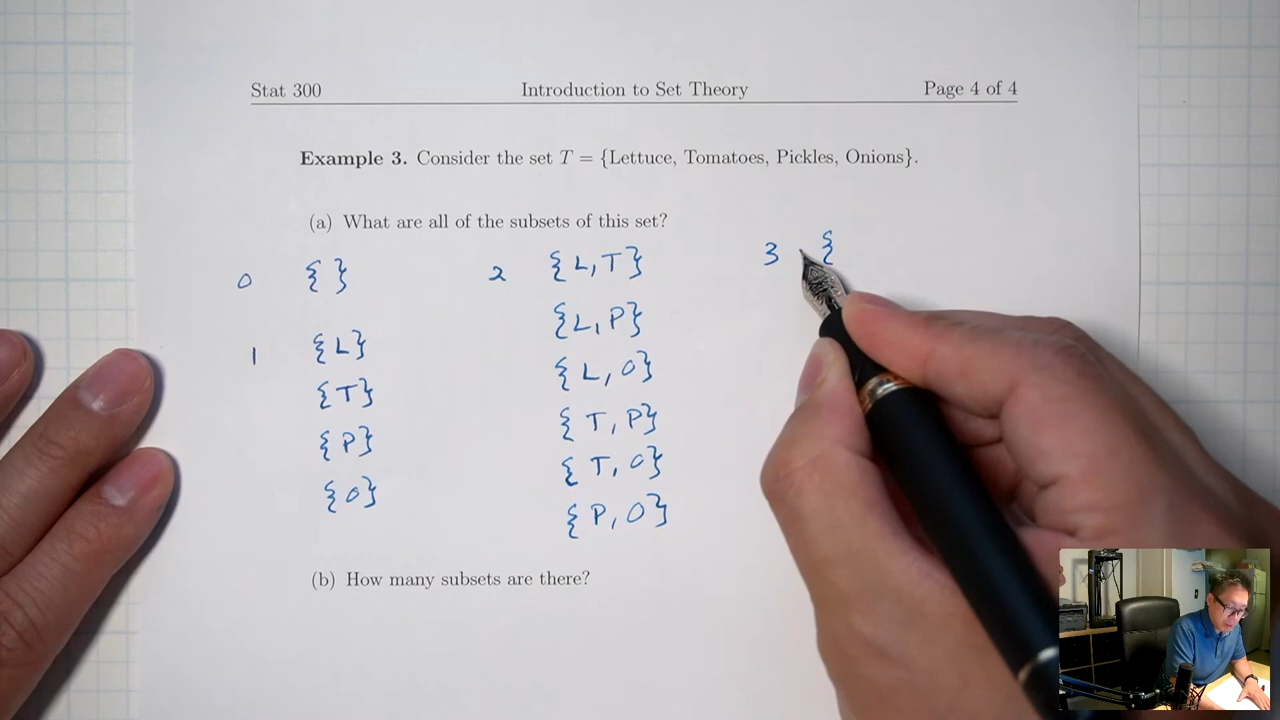 Stat 300 Introduction to Set Theory Page 4 of 4
Example 3. Consider the set T = {Lettuce, Tomatoes, Pickles, Onions}.
(a) What are all of the subsets of this set?
0 { }
1 {L}
{T}
{P}
{O}
2 {L,T}
{L,P}
{L,O}
{T,P}
{T,O}
{P,O}
3 {
(b) How many subsets are there?